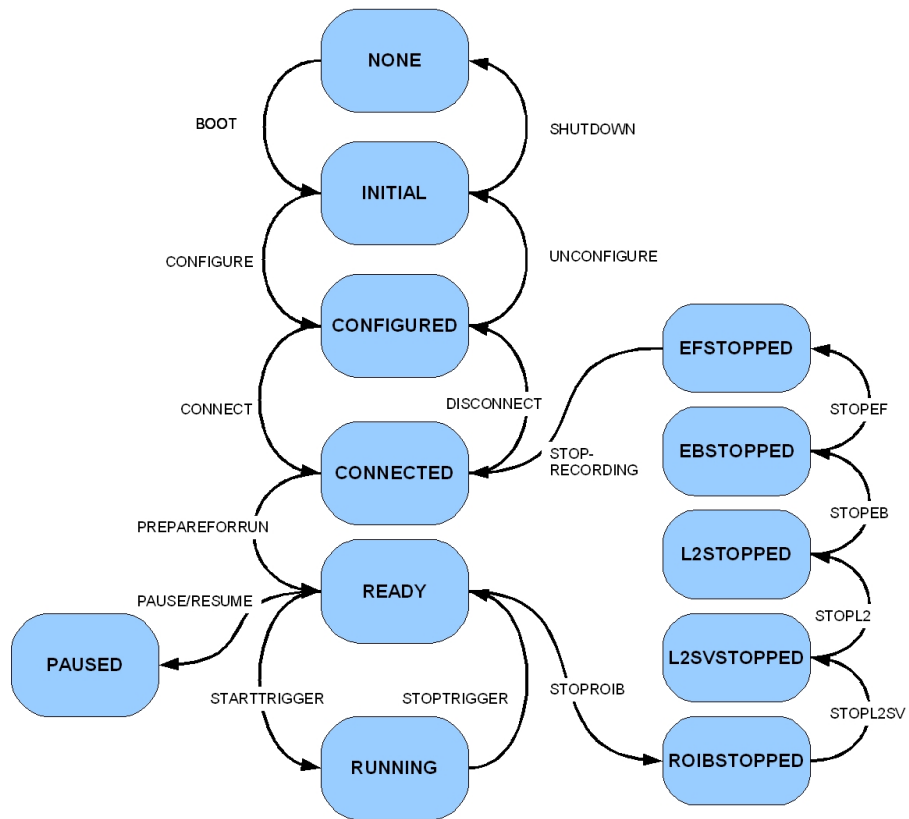 NONE
BOOT
SHUTDOWN
INITIAL
CONFIGURE
UNCONFIGURE
CONFIGURED
EFSTOPPED
CONNECT
DISCONNECT
STOPEF
STOP-
RECORDING
EBSTOPPED
CONNECTED
STOPEB
PREPAREFORRUN
L2STOPPED
READY
PAUSE/RESUME
STOPL2
PAUSED
L2SVSTOPPED
STARTTRIGGER
STOPTRIGGER
STOPROIB
STOPL2SV
RUNNING
ROIBSTOPPED